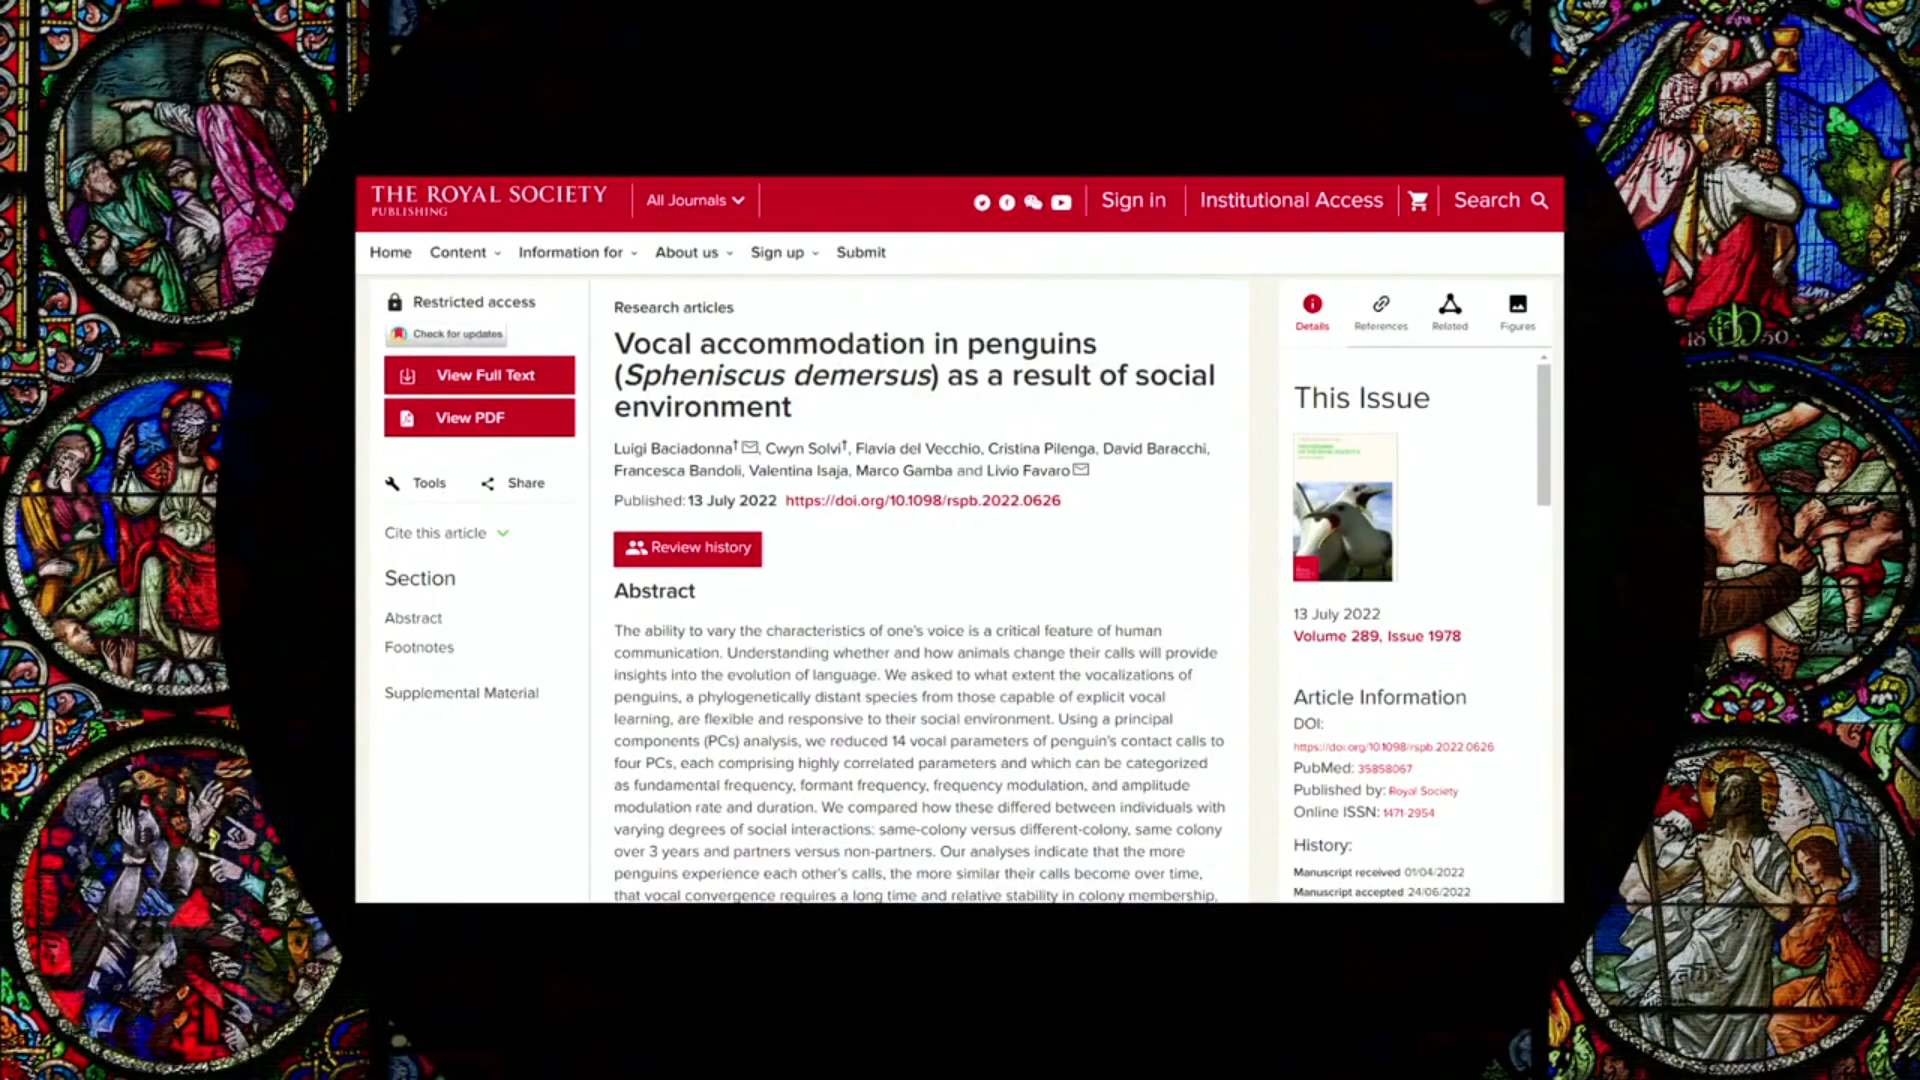 THE ROYAL SOCIETY
PUBLISHING
All Journals
Sign in
Institutional Access
Search
Home
Content
Information for
About us
Sign up
Submit
Restricted access
Check for updates
View Full Text
View PDF
Tools
Share
Cite this article
Section
Abstract
Footnotes
Supplemental Material
Research articles
Vocal accommodation in penguins
(Spheniscus demersus) as a result of social
environment
Luigi Baciadonna†, Cwyn Solvi†, Flavia del Vecchio, Cristina Pilenga, David Baracchi,
Francesca Bandoli, Valentina Isaja, Marco Gamba and Livio Favaro
Published: 13 July 2022 https://doi.org/10.1098/rspb.2022.0626
Review history
Abstract
The ability to vary the characteristics of one's voice is a critical feature of human
communication. Understanding whether and how animals change their calls will provide
insights into the evolution of language. We asked to what extent the vocalizations of
penguins, a phylogenetically distant species from those capable of explicit vocal
learning, are flexible and responsive to their social environment. Using a principal
components (PCs) analysis, we reduced 14 vocal parameters of penguin's contact calls to
four PCs, each comprising highly correlated parameters and which can be categorized
as fundamental frequency, formant frequency, frequency modulation, and amplitude
modulation rate and duration. We compared how these differed between individuals with
varying degrees of social interactions: same-colony versus different-colony, same colony
over 3 years and partners versus non-partners. Our analyses indicate that the more
penguins experience each other's calls, the more similar their calls become over time,
that vocal convergence requires a long time and relative stability in colony membership,
Details
References
Related
Figures
This Issue
13 July 2022
Volume 289, Issue 1978
Article Information
DOI:
https://doi.org/10.1098/rspb.2022.0626
PubMed: 35858067
Published by: Royal Society
Online ISSN: 1471-2954
History:
Manuscript received 01/04/2022
Manuscript accepted 24/06/2022